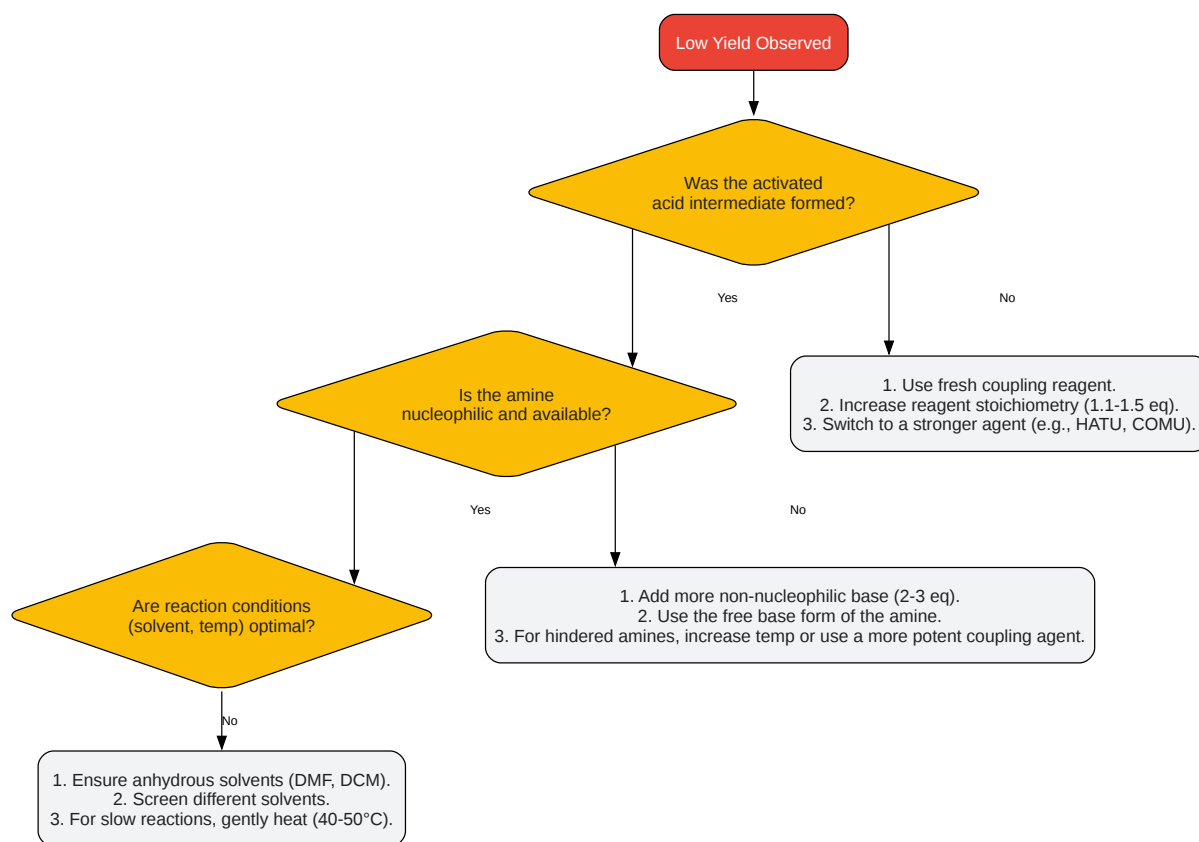 Low Yield Observed
Was the activated
acid intermediate formed?
Yes
No
Is the amine
nucleophilic and available?
1. Use fresh coupling reagent.
2. Increase reagent stoichiometry (1.1-1.5 eq).
3. Switch to a stronger agent (e.g., HATU, COMU).
Yes
No
Are reaction conditions
(solvent, temp) optimal?
1. Add more non-nucleophilic base (2-3 eq).
2. Use the free base form of the amine.
3. For hindered amines, increase temp or use a more potent coupling agent.
No
1. Ensure anhydrous solvents (DMF, DCM).
2. Screen different solvents.
3. For slow reactions, gently heat (40-50°C).